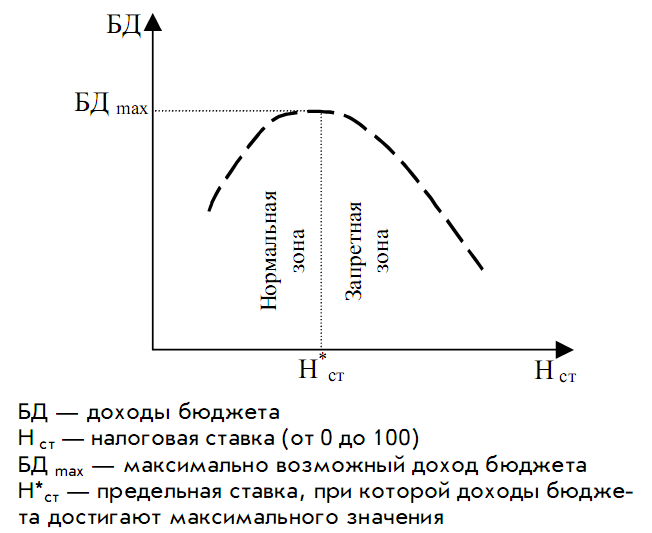 БД
БД max
Нормальная
зона
Запретная
зона
Н*ст
Н ст
БД — доходы бюджета
Н ст — налоговая ставка (от 0 до 100)
БД max — максимально возможный доход бюджета
Н*ст — предельная ставка, при которой доходы бюдже-
та достигают максимального значения